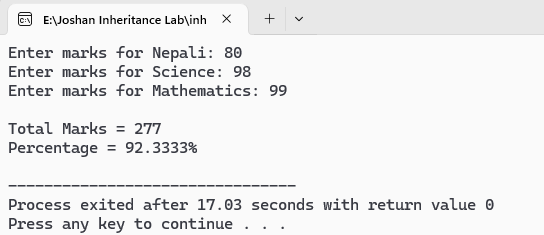 E:\Joshan Inheritance Lab\inh
Enter marks for Nepali: 80
Enter marks for Science: 98
Enter marks for Mathematics: 99
Total Marks = 277
Percentage = 92.3333%
--------------------------------
Process exited after 17.03 seconds with return value 0
Press any key to continue . . .